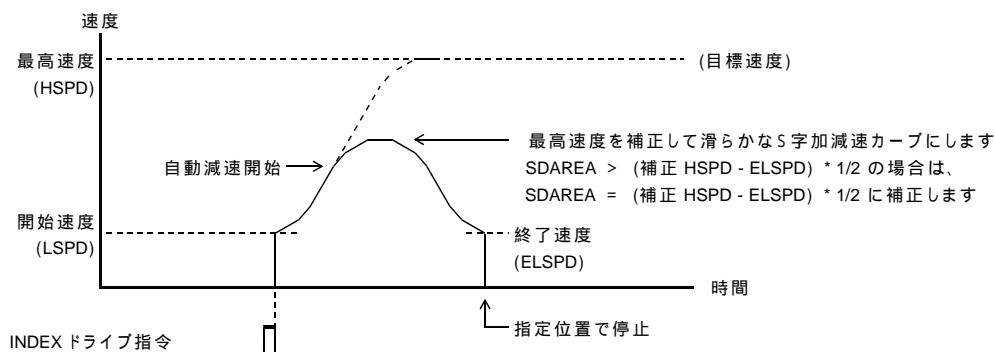 速度
最高速度
(HSPD)
(目標速度)
最高速度を補正して滑らかなS字加減速カーブにします
自動減速開始
SDAREA > (補正 HSPD - ELSPD) * 1/2 の場合は、
SDAREA = (補正 HSPD - ELSPD) * 1/2 に補正します
開始速度
(LSPD)
終了速度
(ELSPD)
時間
指定位置で停止
INDEX ドライブ指令